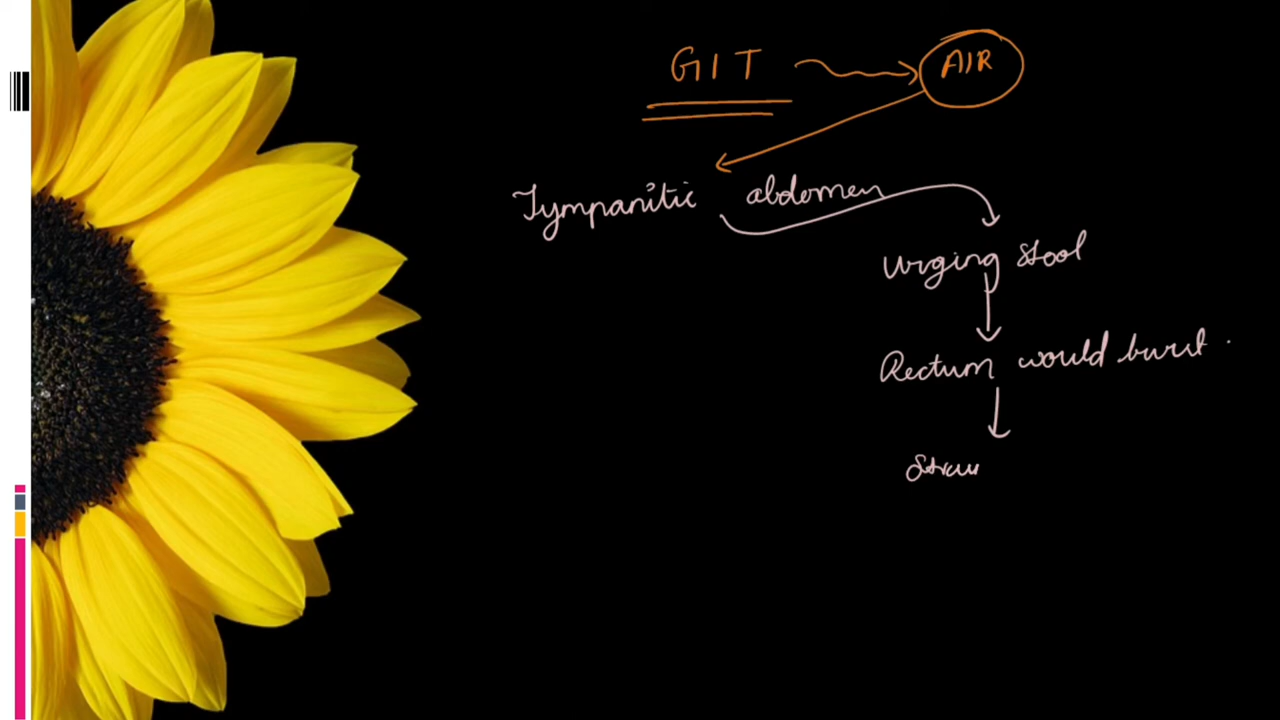 GIT AIR
Tympanitic abdomen
Urging stool
Rectum would burst.